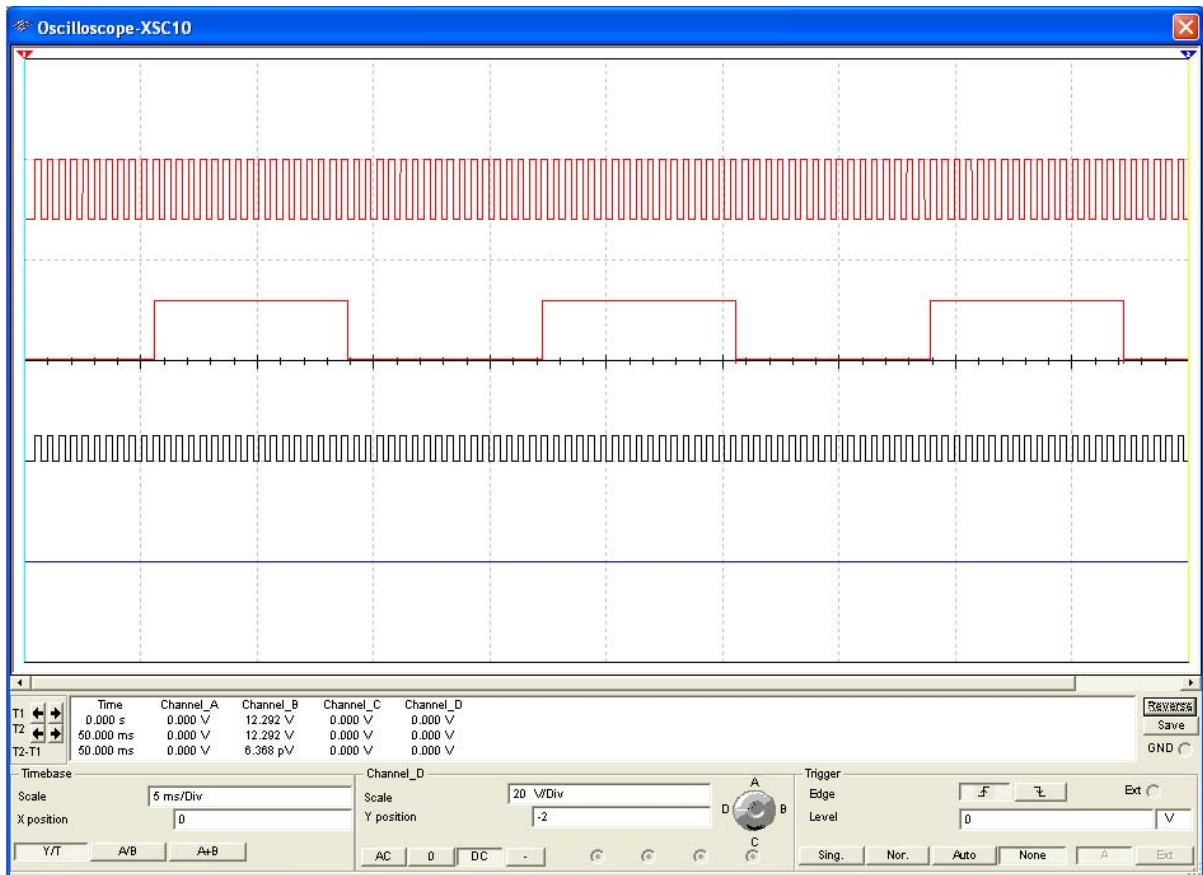 Oscilloscope-XSC10
1
2
T1
T2
T2-T1
Time Channel_A Channel_B Channel_C Channel_D
0.000 s 0.000 V 12.292 V 0.000 V 0.000 V
50.000 ms 0.000 V 12.292 V 0.000 V 0.000 V
50.000 ms 0.000 V 6.368 pV 0.000 V 0.000 V
Reverse
Save
GND
Timebase
Scale 5 ms/Div
X position 0
Y/T A/B A+B
Channel_D
Scale 20 V/Div
Y position -2
AC 0 DC -
A
D B
C
Trigger
Edge Ext
Level 0 V
Sing. Nor. Auto None A Ext